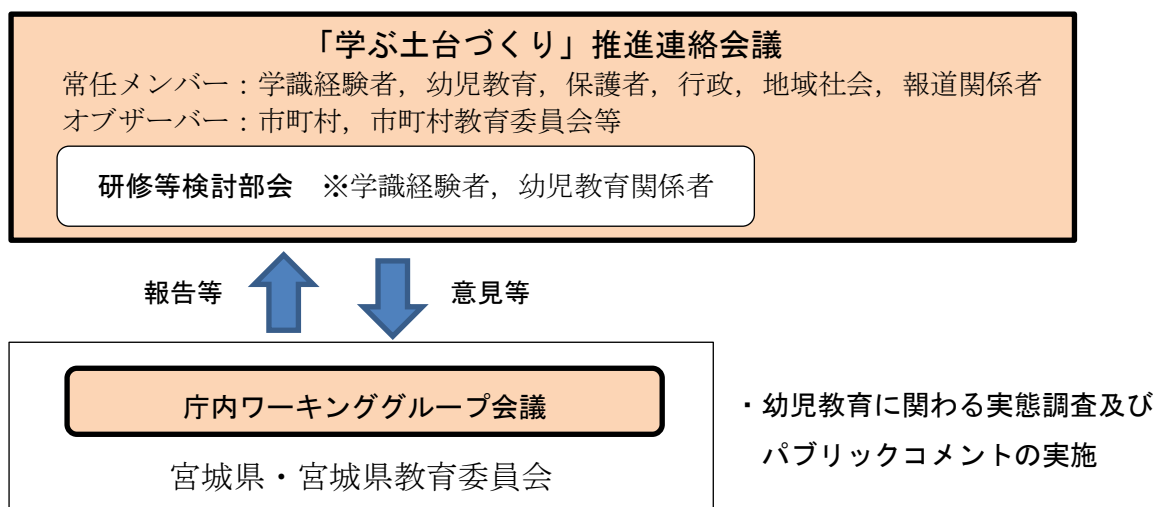 「学ぶ土台づくり」推進連絡会議
常任メンバー：学識経験者，幼児教育，保護者，行政，地域社会，報道関係者
オブザーバー：市町村，市町村教育委員会等
研修等検討部会　※学識経験者，幼児教育関係者
報告等
意見等
庁内ワーキンググループ会議
宮城県・宮城県教育委員会
・幼児教育に関わる実態調査及び
パブリックコメントの実施